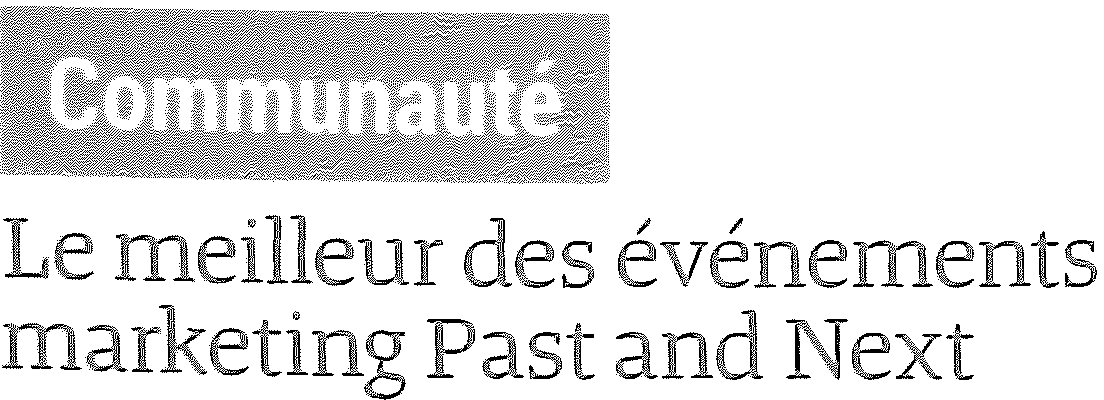 Communauté
Le meilleur des événements
marketing Past and Next